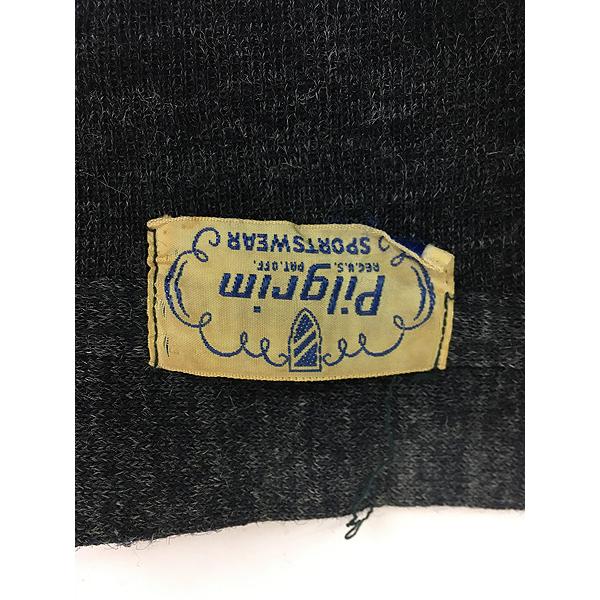 Pilgrim
REG. U.S. PAT. OFF.
SPORTSWEAR